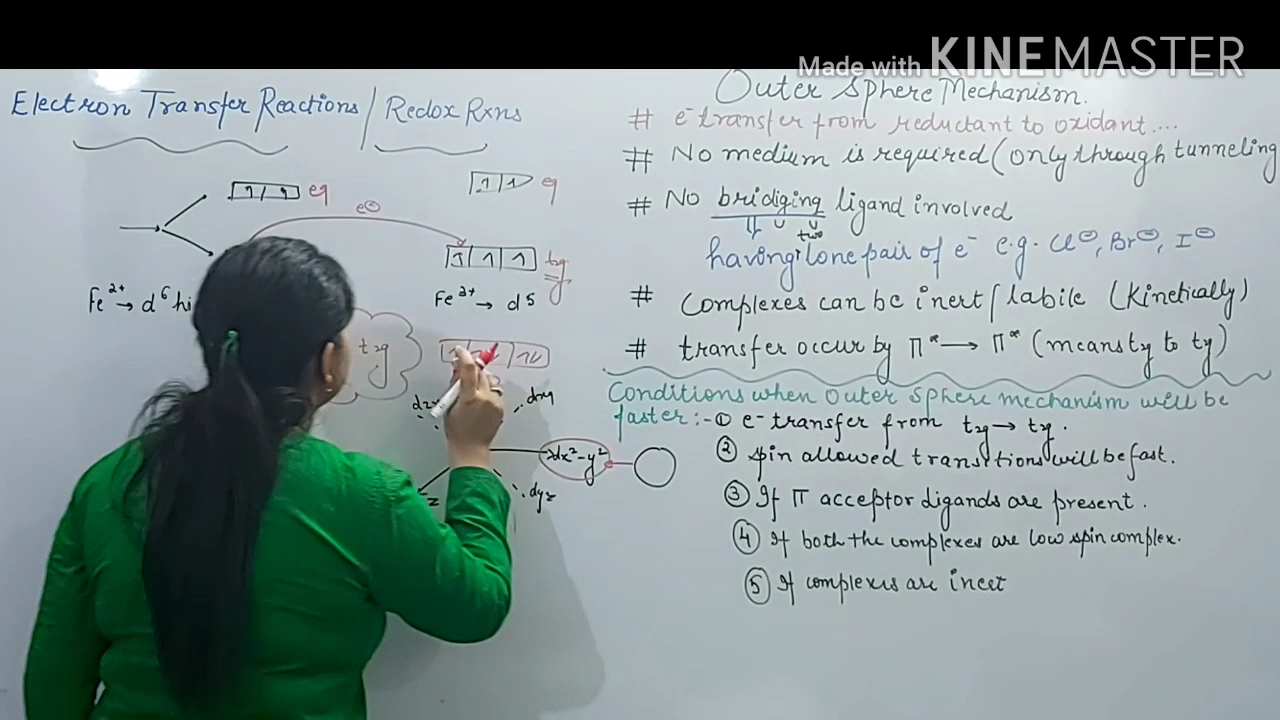 Made with KINEMASTER
Electron Transfer Reactions / Redox Rxns
eg
eg
e⊖
t2g
Fe2+ → d6 hi
Fe3+ → d5
t2g
dxy
dx²-y²
dyz
z
Outer Sphere Mechanism.
# e⁻ transfer from reductant to oxidant....
# No medium is required (only through tunneling
# No bridiging ligand involved
two
having lone pair of e⁻ e.g. Cl⊖, Br⊖, I⊖
# Complexes can be inert/labile (Kinetically)
# transfer occur by π* → π* (means t2g to t2g)
Conditions when Outer Sphere mechanism will be
faster :- ① e⁻ transfer from t2g → t2g.
② Spin allowed transitions will be fast.
③ If π acceptor ligands are present.
④ If both the complexes are low spin complex.
⑤ If complexes are inert